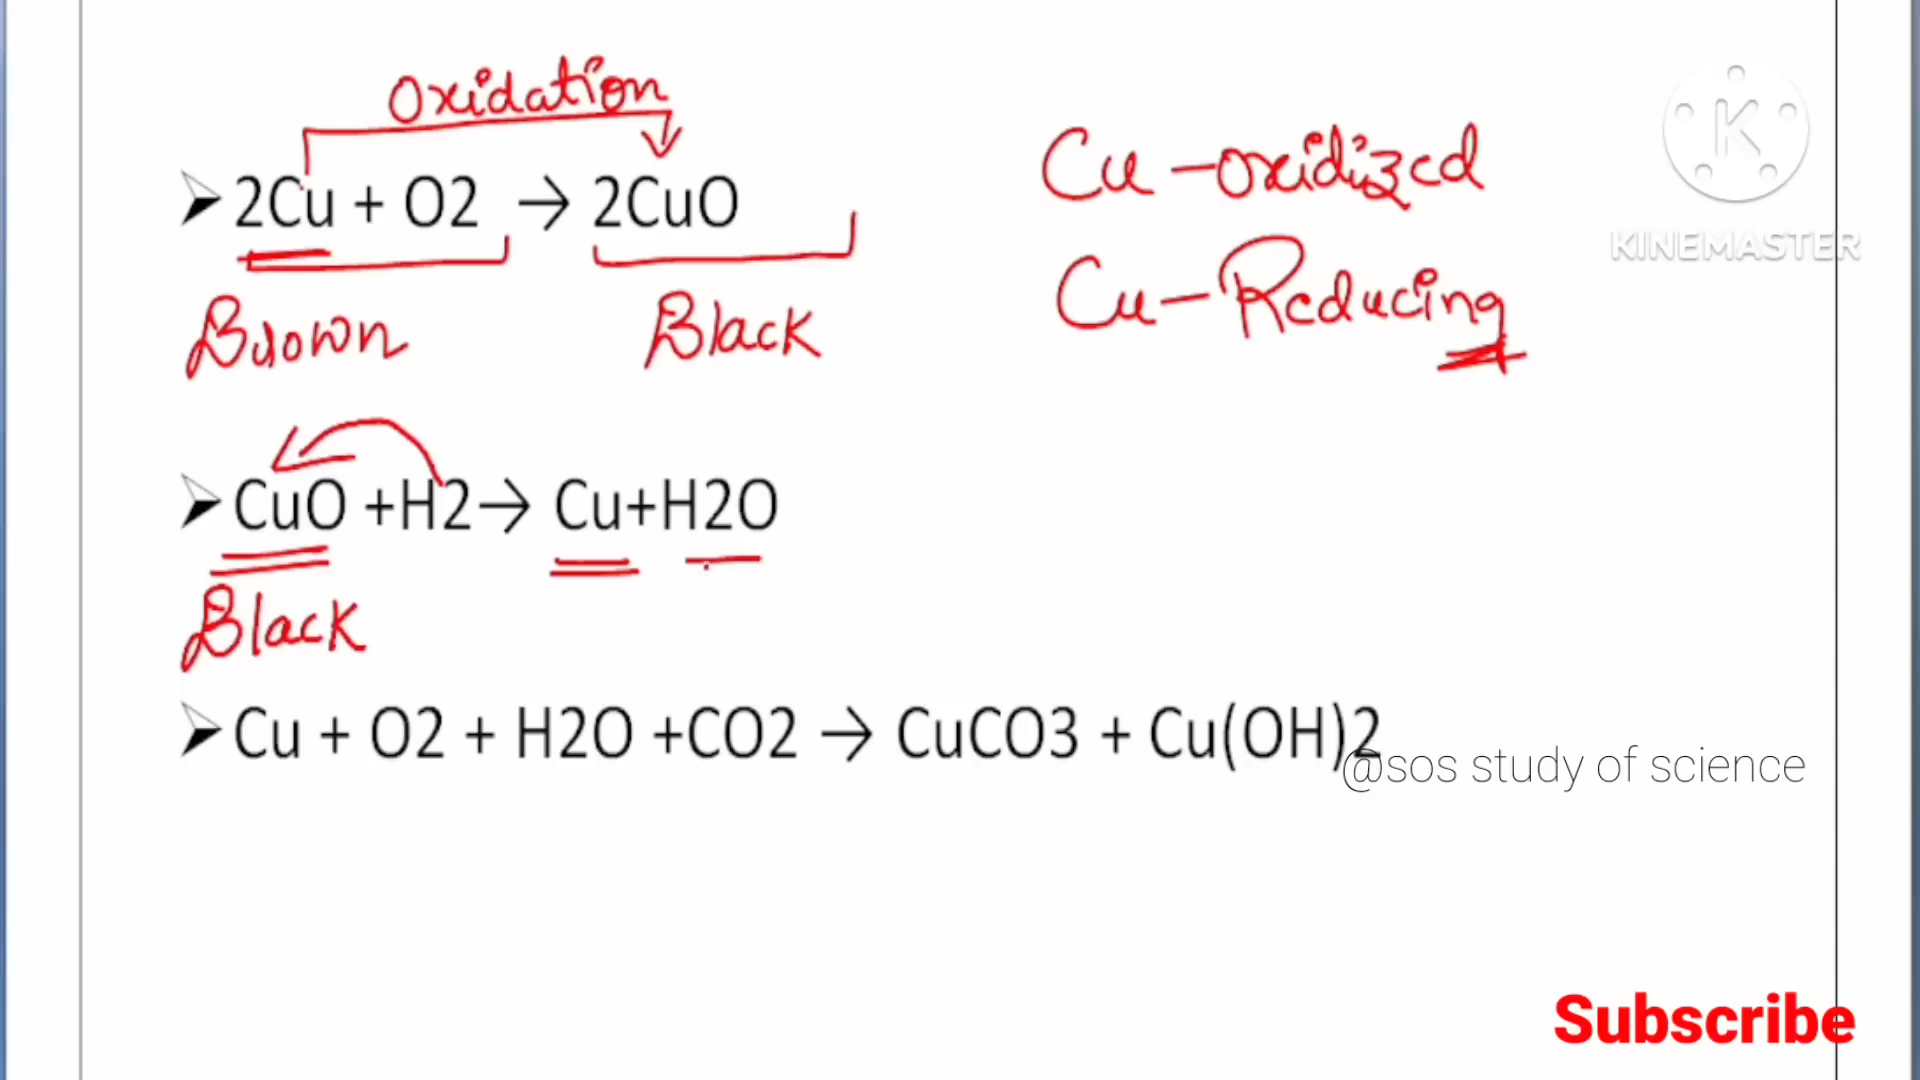 Oxidation
2Cu + O2 → 2CuO
Brown
Black
Cu - oxidized
Cu - Reducing
KINEMASTER
CuO +H2→ Cu+H2O
Black
Cu + O2 + H2O +CO2 → CuCO3 + Cu(OH)2
@sos study of science
Subscribe